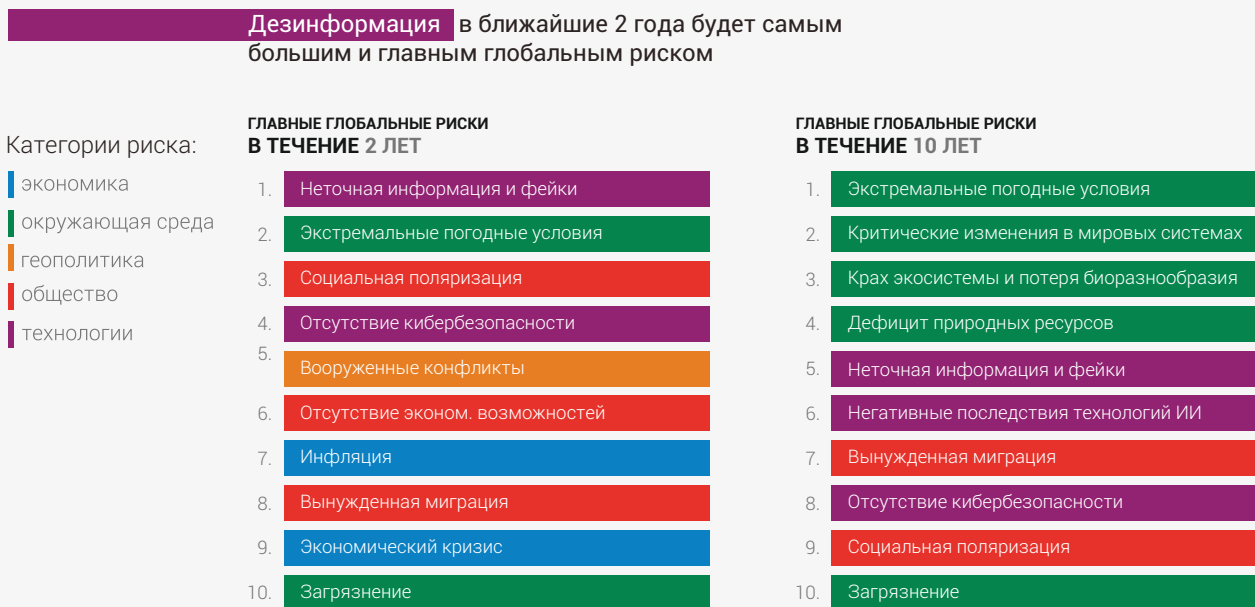 Дезинформация в ближайшие 2 года будет самым
большим и главным глобальным риском
Категории риска:
экономика
окружающая среда
геополитика
общество
технологии
ГЛАВНЫЕ ГЛОБАЛЬНЫЕ РИСКИ
В ТЕЧЕНИЕ 2 ЛЕТ
1. Неточная информация и фейки
2. Экстремальные погодные условия
3. Социальная поляризация
4. Отсутствие кибербезопасности
5. Вооруженные конфликты
6. Отсутствие эконом. возможностей
7. Инфляция
8. Вынужденная миграция
9. Экономический кризис
10. Загрязнение
ГЛАВНЫЕ ГЛОБАЛЬНЫЕ РИСКИ
В ТЕЧЕНИЕ 10 ЛЕТ
1. Экстремальные погодные условия
2. Критические изменения в мировых системах
3. Крах экосистемы и потеря биоразнообразия
4. Дефицит природных ресурсов
5. Неточная информация и фейки
6. Негативные последствия технологий ИИ
7. Вынужденная миграция
8. Отсутствие кибербезопасности
9. Социальная поляризация
10. Загрязнение